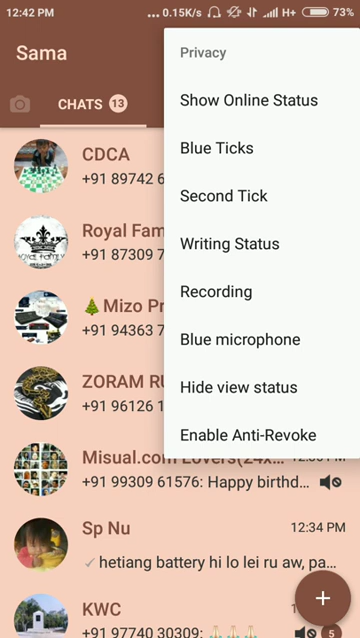 12:42 PM
... 0.15K/s H+ 73%
Sama
Privacy
CHATS 13
Show Online Status
Blue Ticks
Second Tick
Writing Status
Recording
Blue microphone
Hide view status
Enable Anti-Revoke
CDCA
+91 89742 6
Royal Fam
+91 87309 7
🎄Mizo Pr
+91 94363 7
ZORAM RU
+91 96126 1
Misual.com Lovers(24x...
+91 99309 61576: Happy birthd...
Sp Nu 12:34 PM
✓ hetiang battery hi lo lei ru aw, pa...
KWC
+91 97740 30309: 🙏🙏🙏 5